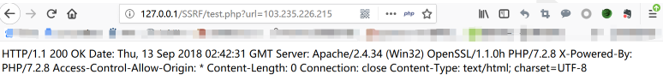 127.0.0.1/SSRF/test.php?url=103.235.226.215
php
HTTP/1.1 200 OK Date: Thu, 13 Sep 2018 02:42:31 GMT Server: Apache/2.4.34 (Win32) OpenSSL/1.1.0h PHP/7.2.8 X-Powered-By:
PHP/7.2.8 Access-Control-Allow-Origin: * Content-Length: 0 Connection: close Content-Type: text/html; charset=UTF-8